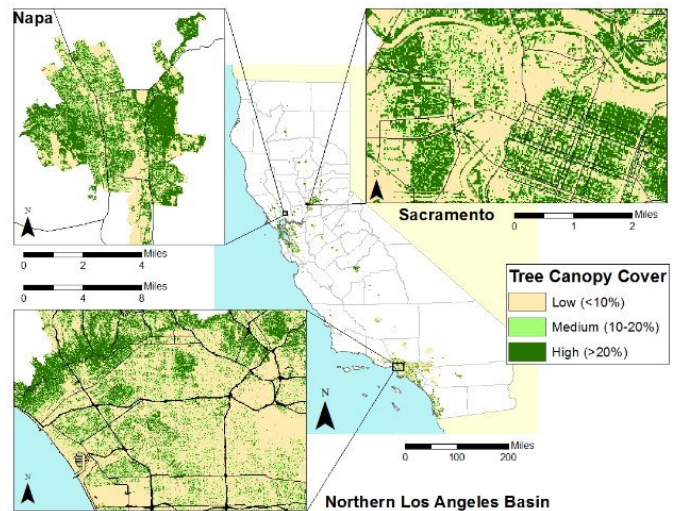 Napa
N
Miles
0 2 4
Miles
0 4 8
N
Sacramento
Miles
0 1 2
Tree Canopy Cover
Low (<10%)
Medium (10-20%)
High (>20%)
N
N
Miles
0 100 200
Northern Los Angeles Basin